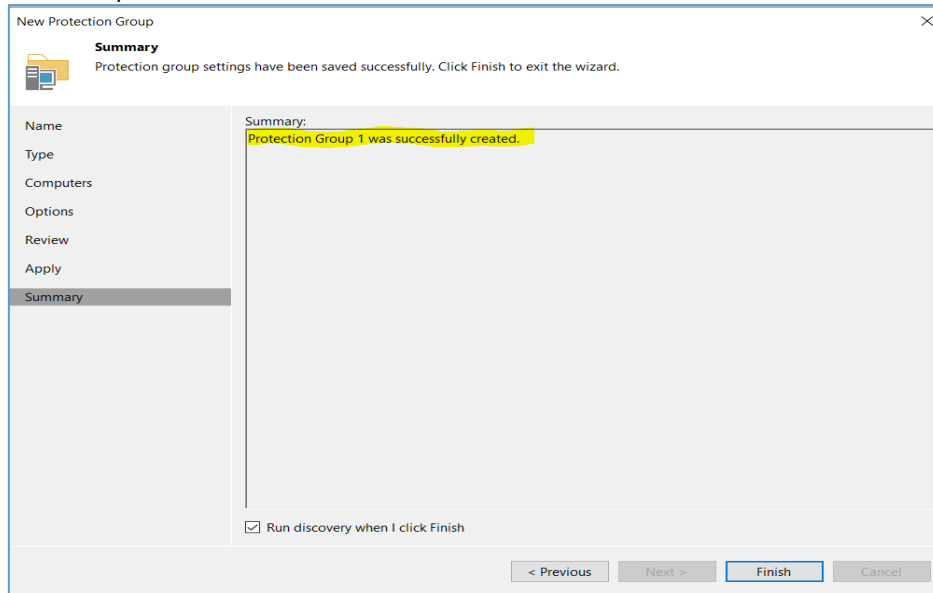 New Protection Group
Summary
Protection group settings have been saved successfully. Click Finish to exit the wizard.
Name
Type
Computers
Options
Review
Apply
Summary
Summary:
Protection Group 1 was successfully created.
Run discovery when I click Finish
< Previous
Next >
Finish
Cancel